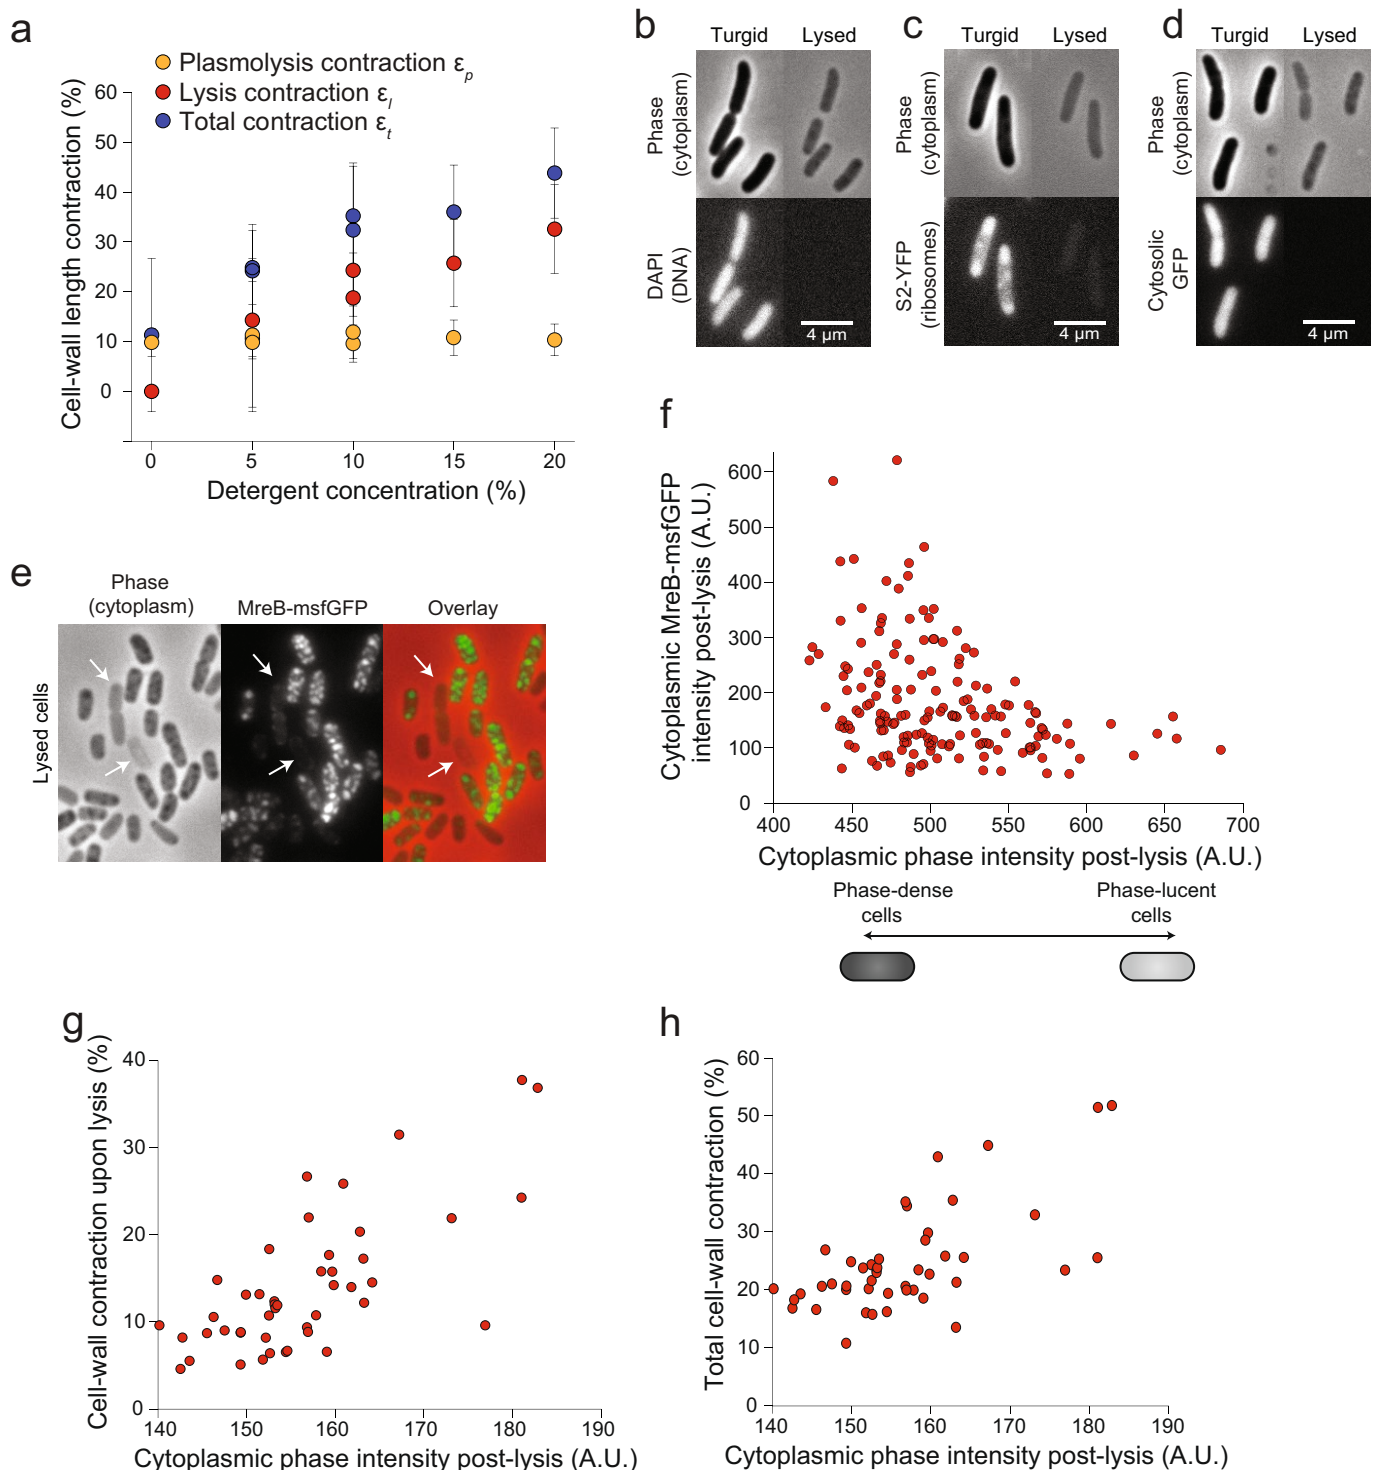 a
Plasmolysis contraction εp
Lysis contraction εl
Total contraction εt
Cell-wall length contraction (%)
60
50
40
30
20
10
0
0 5 10 15 20
Detergent concentration (%)
b
Turgid Lysed
Phase
(cytoplasm)
DAPI
(DNA)
4 µm
c
Turgid Lysed
Phase
(cytoplasm)
S2-YFP
(ribosomes)
4 µm
d
Turgid Lysed
Phase
(cytoplasm)
Cytosolic
GFP
4 µm
e
Phase
(cytoplasm)
MreB-msfGFP
Overlay
Lysed cells
f
Cytoplasmic MreB-msfGFP
intensity post-lysis (A.U.)
600
500
400
300
200
100
0
400 450 500 550 600 650 700
Cytoplasmic phase intensity post-lysis (A.U.)
Phase-dense
cells
Phase-lucent
cells
g
Cell-wall contraction upon lysis (%)
40
30
20
10
0
140 150 160 170 180 190
Cytoplasmic phase intensity post-lysis (A.U.)
h
Total cell-wall contraction (%)
60
50
40
30
20
10
0
140 150 160 170 180 190
Cytoplasmic phase intensity post-lysis (A.U.)